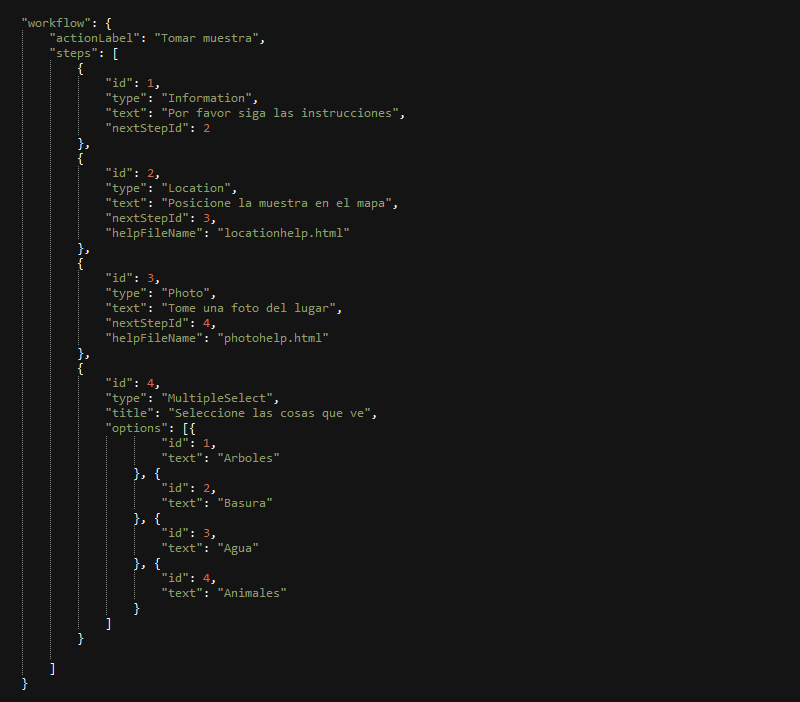 "workflow": {
    "actionLabel": "Tomar muestra",
    "steps": [
        {
            "id": 1,
            "type": "Information",
            "text": "Por favor siga las instrucciones",
            "nextStepId": 2
        },
        {
            "id": 2,
            "type": "Location",
            "text": "Posicione la muestra en el mapa",
            "nextStepId": 3,
            "helpFileName": "locationhelp.html"
        },
        {
            "id": 3,
            "type": "Photo",
            "text": "Tome una foto del lugar",
            "nextStepId": 4,
            "helpFileName": "photohelp.html"
        },
        {
            "id": 4,
            "type": "MultipleSelect",
            "title": "Seleccione las cosas que ve",
            "options": [{
                    "id": 1,
                    "text": "Arboles"
                }, {
                    "id": 2,
                    "text": "Basura"
                }, {
                    "id": 3,
                    "text": "Agua"
                }, {
                    "id": 4,
                    "text": "Animales"
                }
            ]
        }

    ]
}